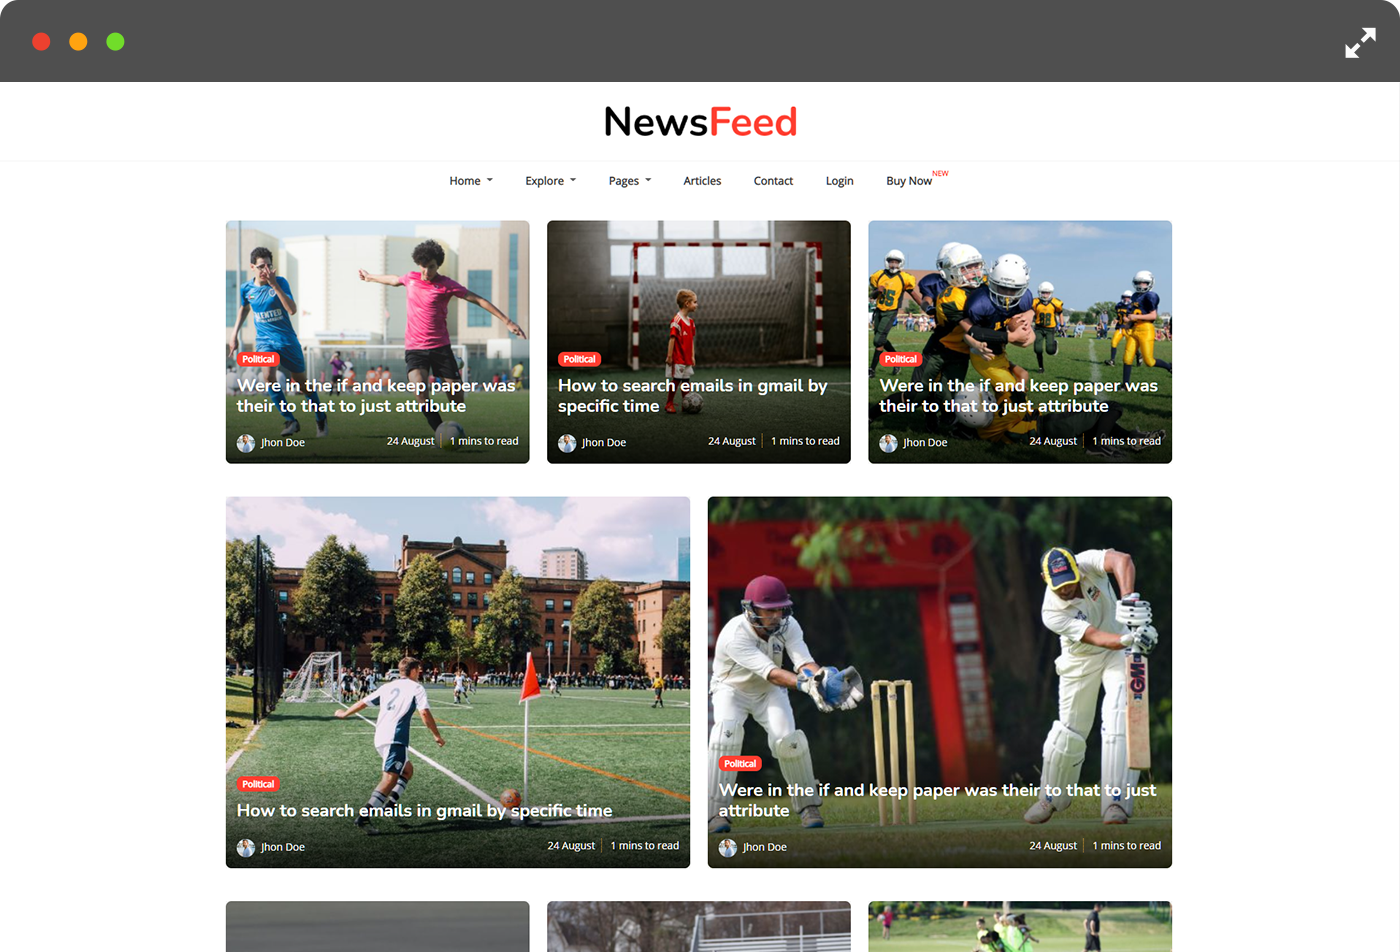 NewsFeed
Home Explore Pages Articles Contact Login Buy Now NEW
Political
Were in the if and keep paper was
their to that to just attribute
Jhon Doe 24 August 1 mins to read
Political
How to search emails in gmail by
specific time
Jhon Doe 24 August 1 mins to read
Political
Were in the if and keep paper was
their to that to just attribute
Jhon Doe 24 August 1 mins to read
2
Political
How to search emails in gmail by specific time
Jhon Doe 24 August 1 mins to read
GM
Political
Were in the if and keep paper was their to that to just
attribute
Jhon Doe 24 August 1 mins to read